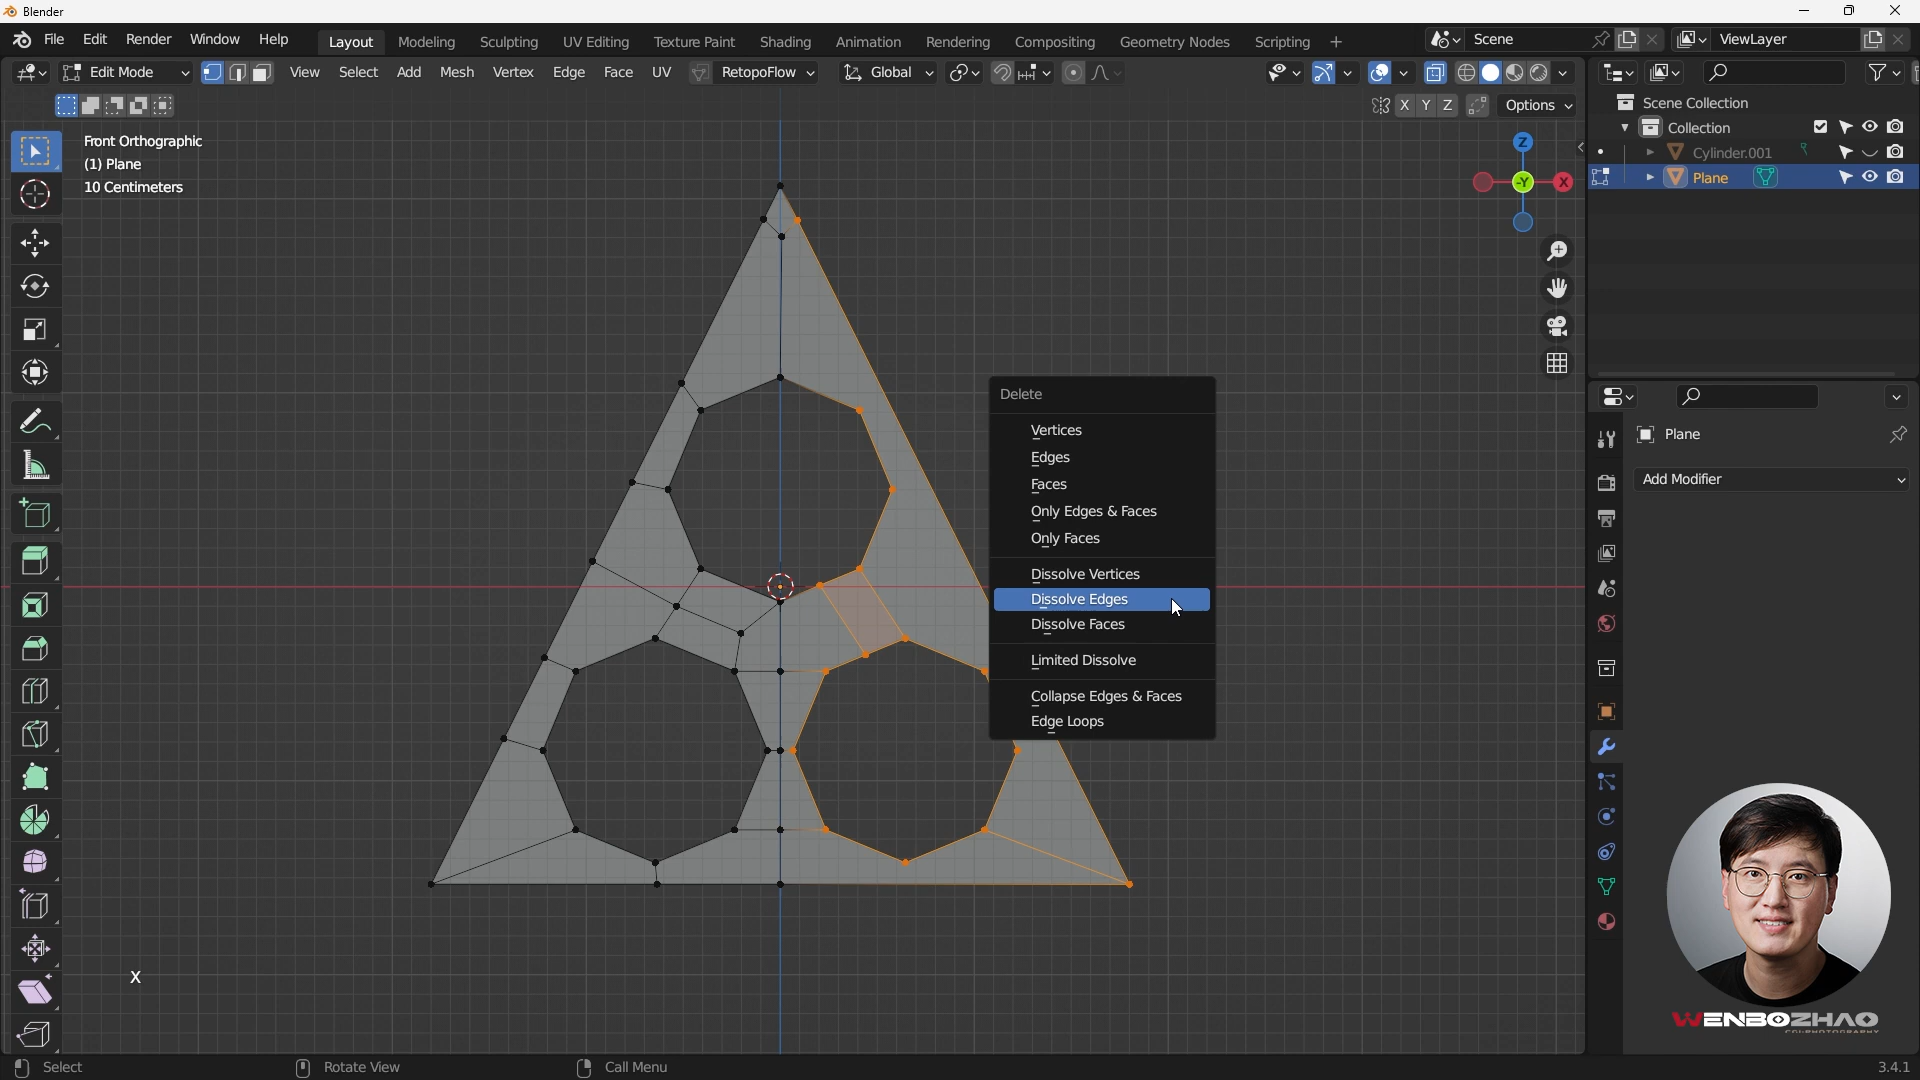 Blender
File Edit Render Window Help Layout Modeling Sculpting UV Editing Texture Paint Shading Animation Rendering Compositing Geometry Nodes Scripting + Scene ViewLayer
Edit Mode View Select Add Mesh Vertex Edge Face UV RetopoFlow Global
X Y Z Options
Scene Collection
Collection
Cylinder.001
Plane
Front Orthographic
(1) Plane
10 Centimeters
Z
-Y
X
Delete
Vertices
Edges
Faces
Only Edges & Faces
Only Faces
Dissolve Vertices
Dissolve Edges
Dissolve Faces
Limited Dissolve
Collapse Edges & Faces
Edge Loops
Plane
Add Modifier
X
WENBOZHAO
Select Rotate View Call Menu 3.4.1